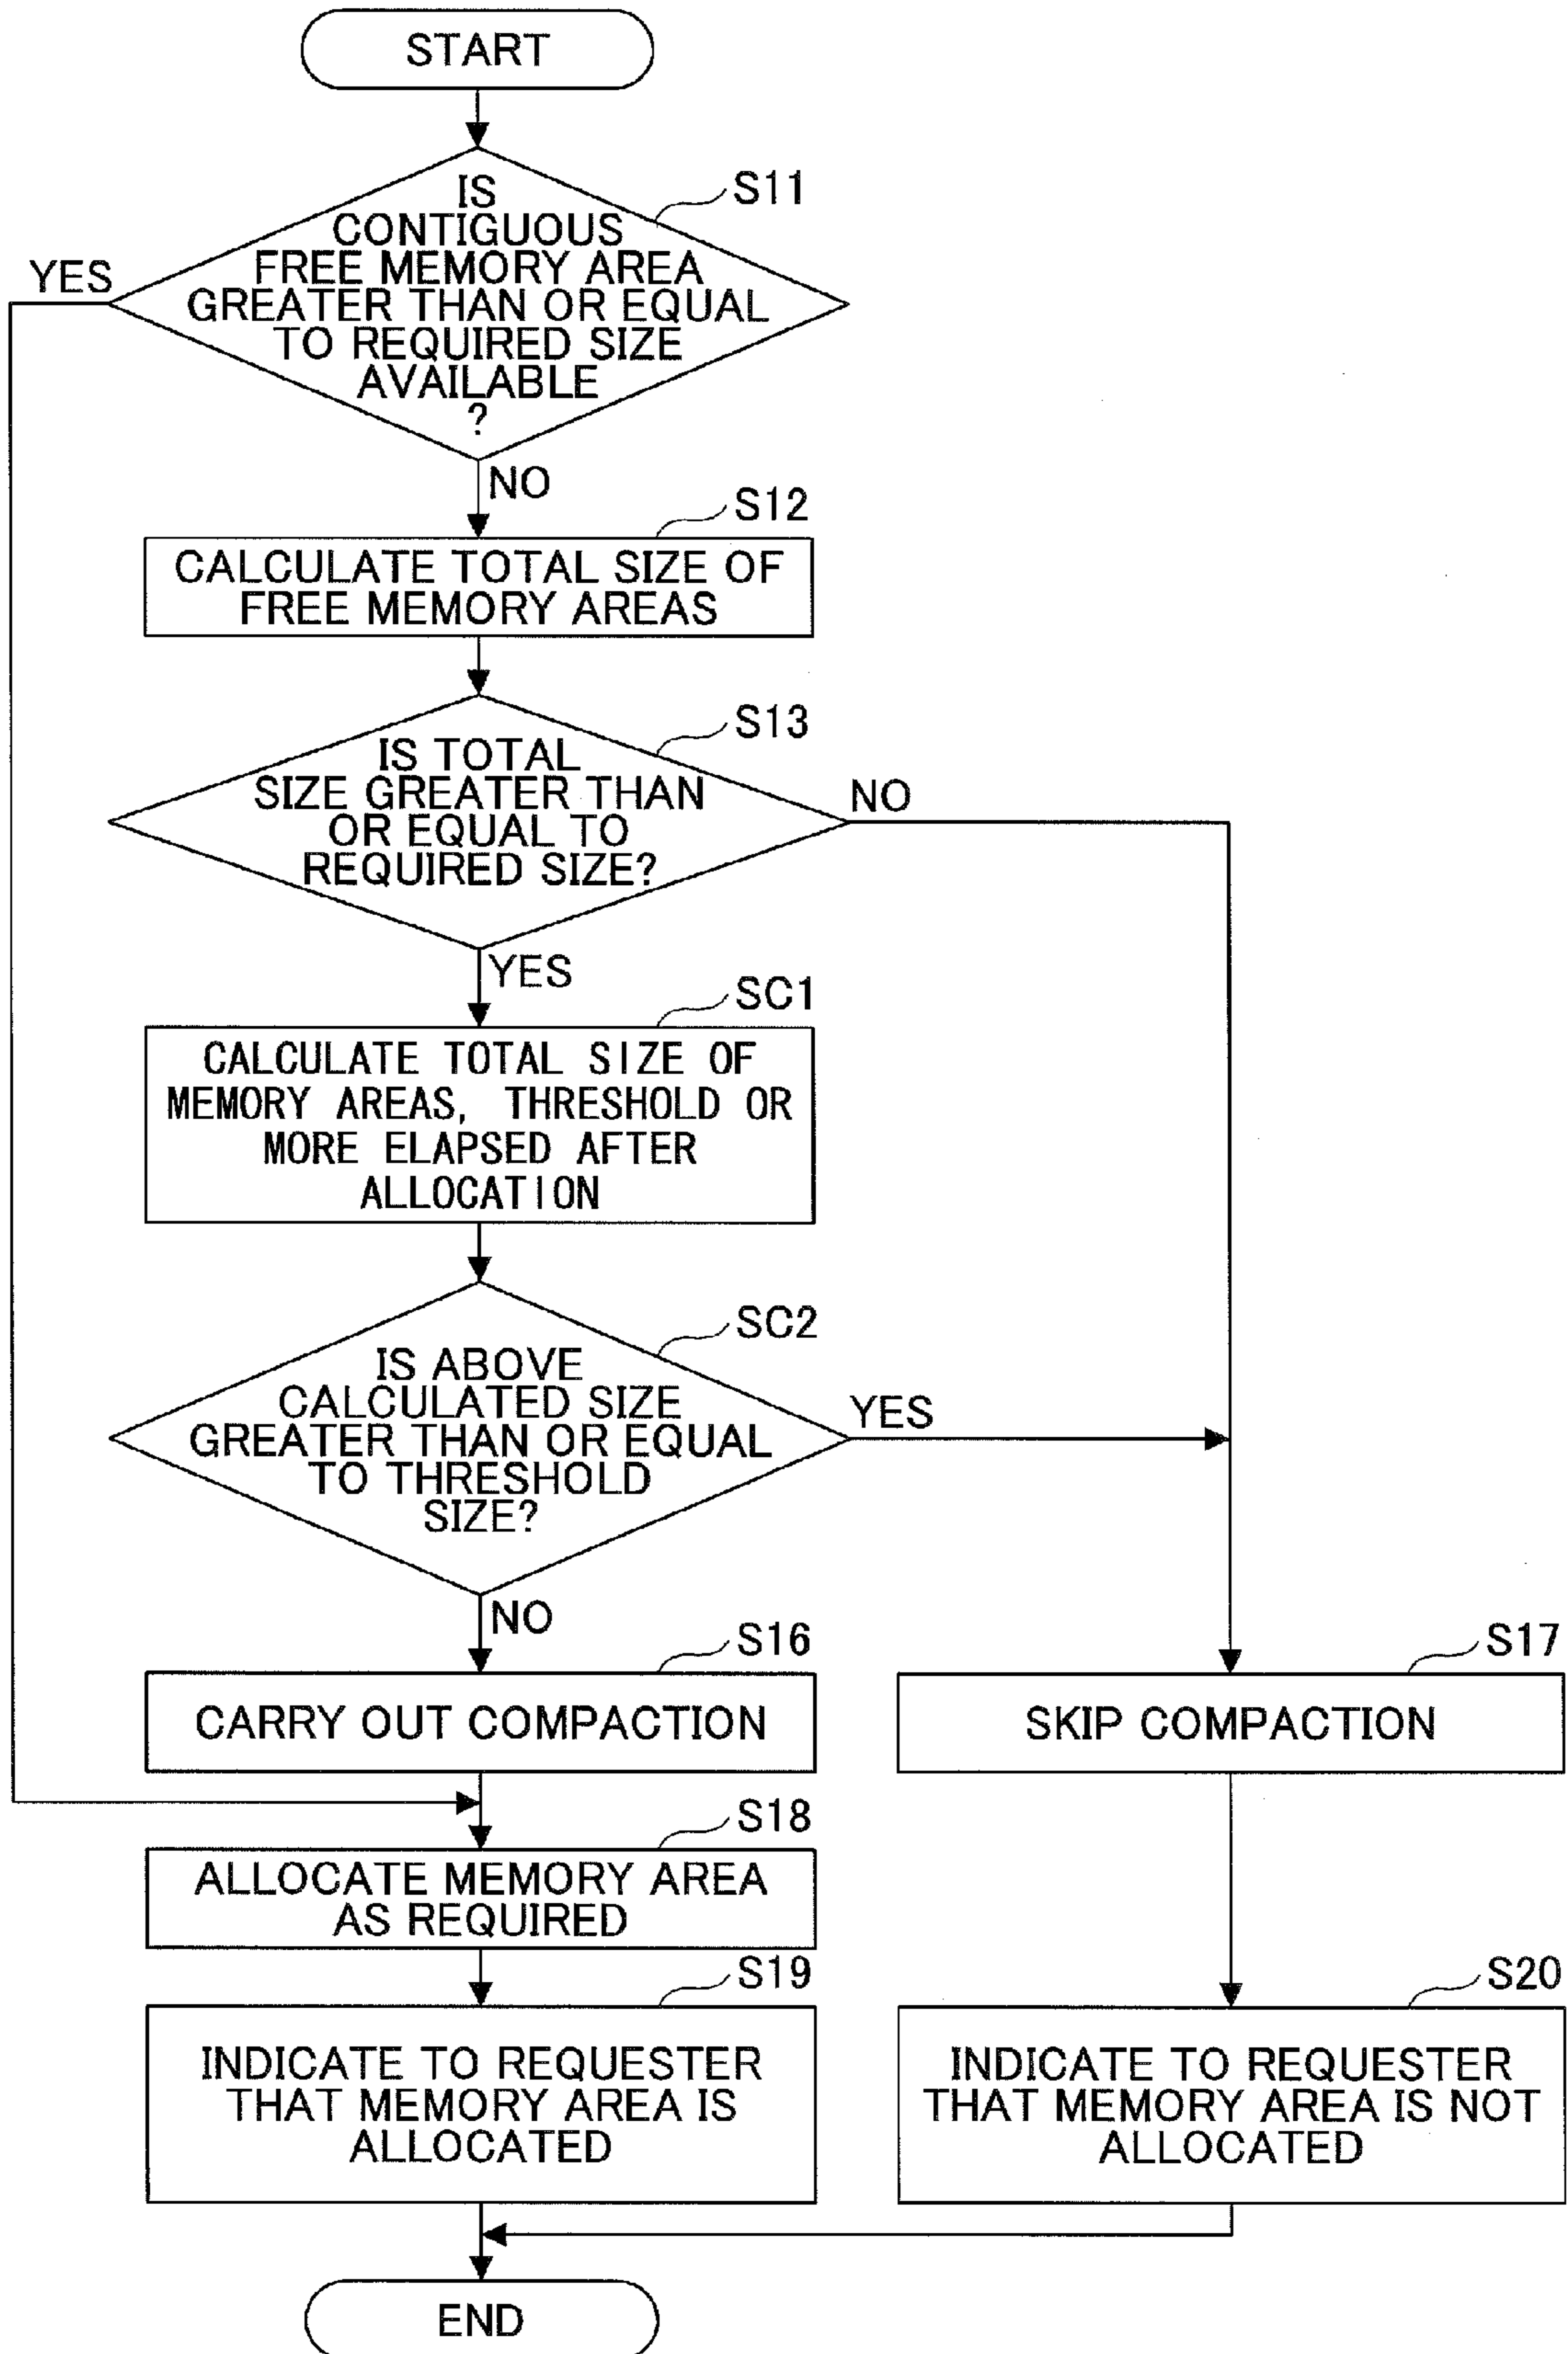 START
S11
IS
CONTIGUOUS
FREE MEMORY AREA
GREATER THAN OR EQUAL
TO REQUIRED SIZE
AVAILABLE
?
YES
NO
S12
CALCULATE TOTAL SIZE OF
FREE MEMORY AREAS
S13
IS TOTAL
SIZE GREATER THAN
OR EQUAL TO
REQUIRED SIZE?
NO
YES
SC1
CALCULATE TOTAL SIZE OF
MEMORY AREAS, THRESHOLD OR
MORE ELAPSED AFTER
ALLOCATION
SC2
IS ABOVE
CALCULATED SIZE
GREATER THAN OR EQUAL
TO THRESHOLD
SIZE?
YES
NO
S16
CARRY OUT COMPACTION
S17
SKIP COMPACTION
S18
ALLOCATE MEMORY AREA
AS REQUIRED
S19
INDICATE TO REQUESTER
THAT MEMORY AREA IS
ALLOCATED
S20
INDICATE TO REQUESTER
THAT MEMORY AREA IS NOT
ALLOCATED
END